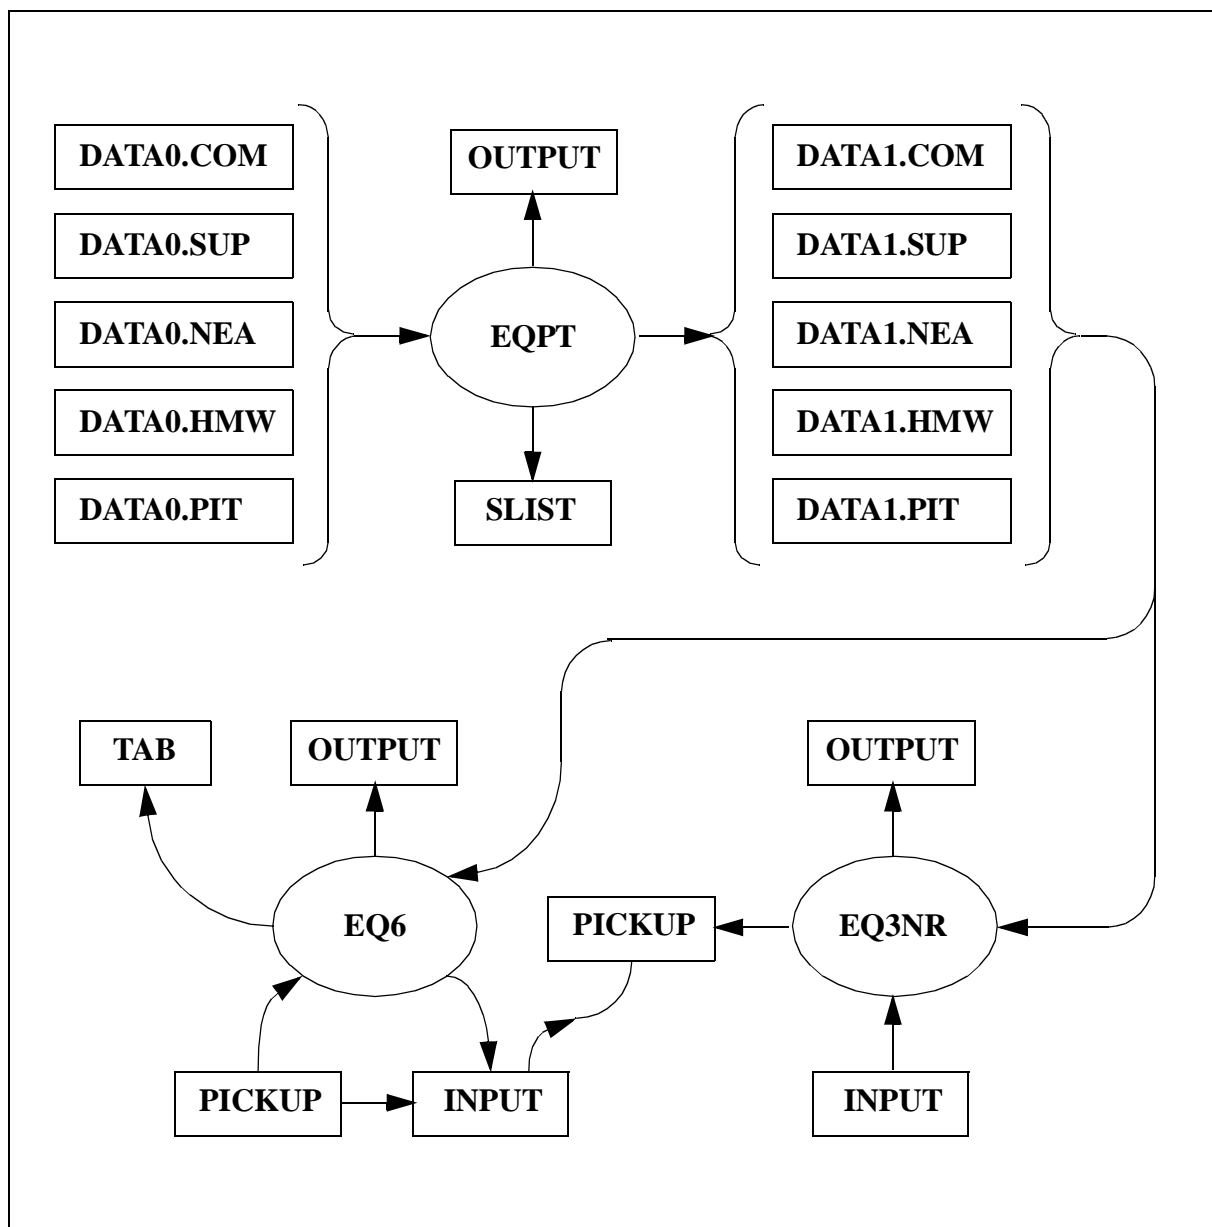 DATA0.COM
DATA0.SUP
DATA0.NEA
DATA0.HMW
DATA0.PIT
OUTPUT
EQPT
SLIST
DATA1.COM
DATA1.SUP
DATA1.NEA
DATA1.HMW
DATA1.PIT
TAB
OUTPUT
EQ6
PICKUP
INPUT
PICKUP
OUTPUT
EQ3NR
INPUT